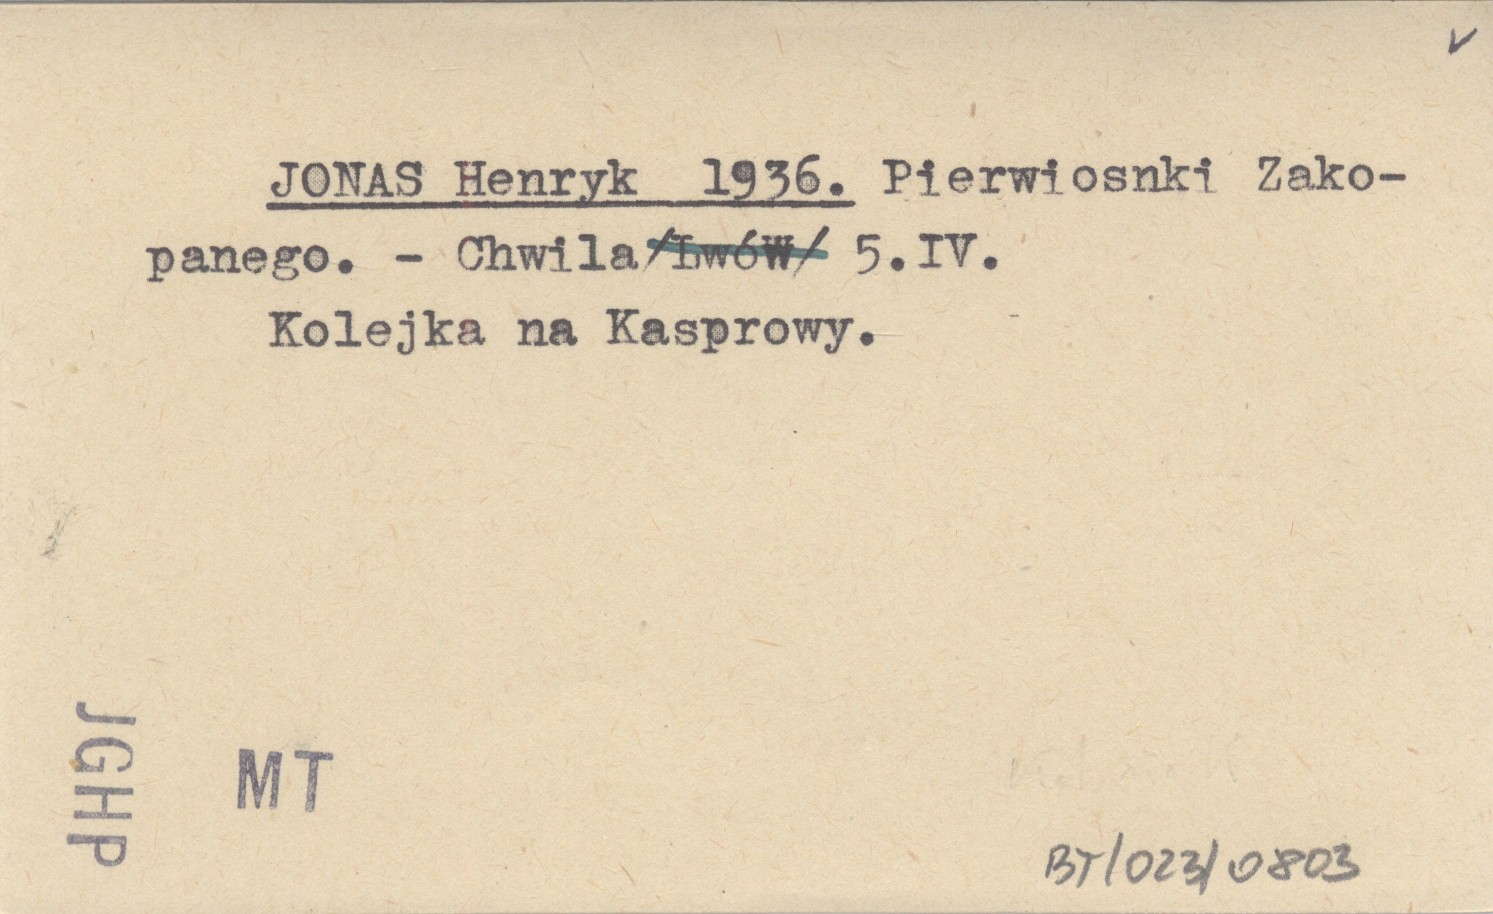 JONAS Henryk 1936. Pierwiosnki Zako-
panego. - Chwila/Lwów/ 5.IV.
Kolejka na Kasprowy.
JGHP
MT
BT/023/0803